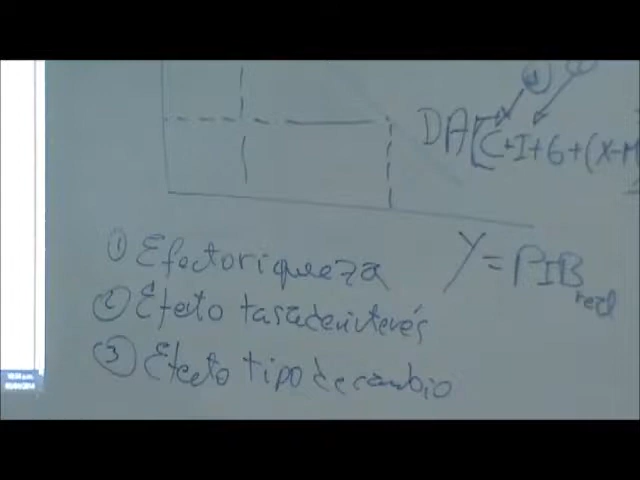 DA[C+I+G+(X-M
① Efecto riqueza
Y = PIB real
② Efecto tasa de interés
③ Efecto tipo de cambio